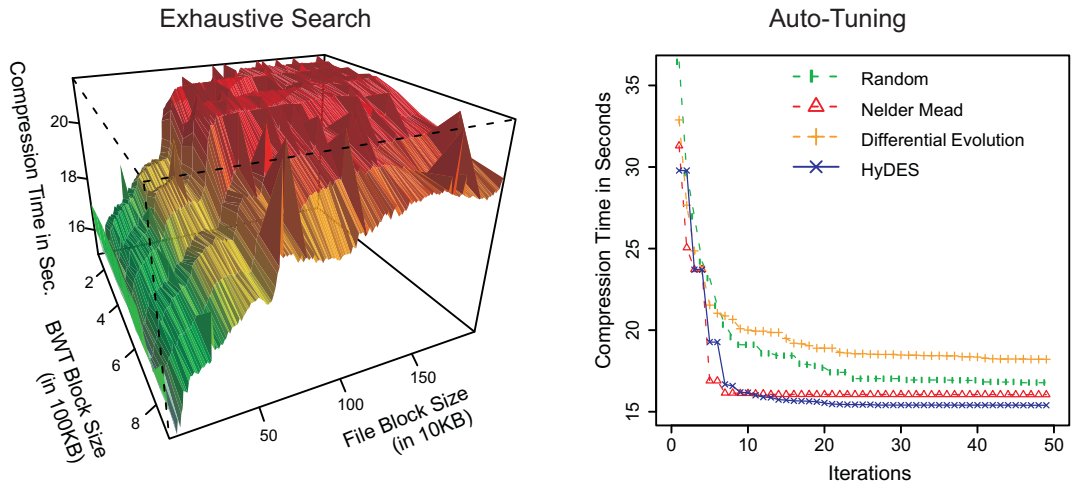 Exhaustive Search
Compression Time in Sec.
20
18
16
2
4
6
8
BWT Block Size
(in 100KB)
50
100
150
File Block Size
(in 10KB)
Auto-Tuning
Compression Time in Seconds
35
30
25
20
15
Random
Nelder Mead
Differential Evolution
HyDES
0
10
20
30
40
50
Iterations